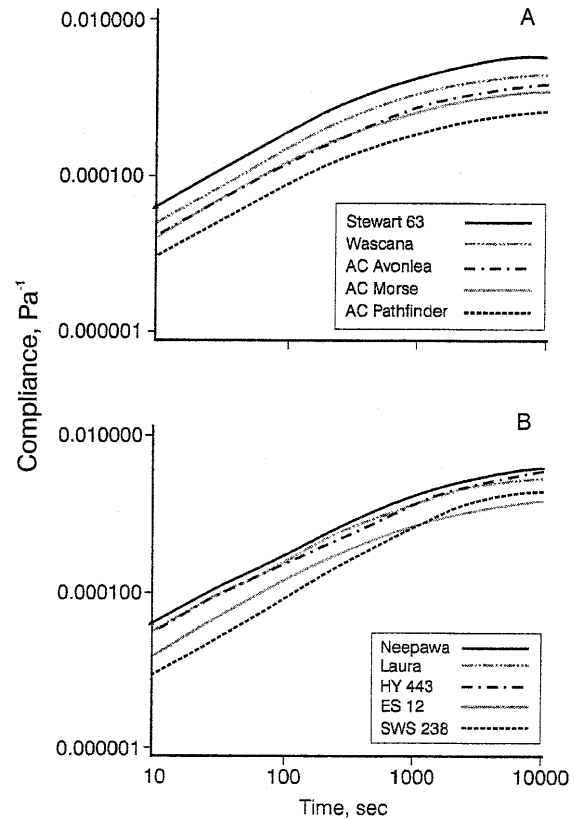 0.010000
A
0.000100
Stewart 63
Wascana
AC Avonlea
AC Morse
AC Pathfinder
0.000001
Compliance, Pa-1
0.010000
B
0.000100
Neepawa
Laura
HY 443
ES 12
SWS 238
0.000001
10 100 1000 10000
Time, sec